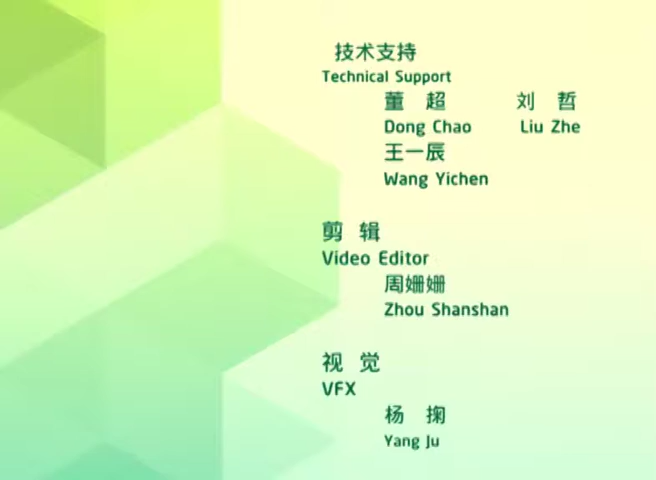 技术支持
Technical Support
董 超 刘 哲
Dong Chao Liu Zhe
王一辰
Wang Yichen
剪 辑
Video Editor
周姗姗
Zhou Shanshan
视 觉
VFX
杨 掬
Yang Ju